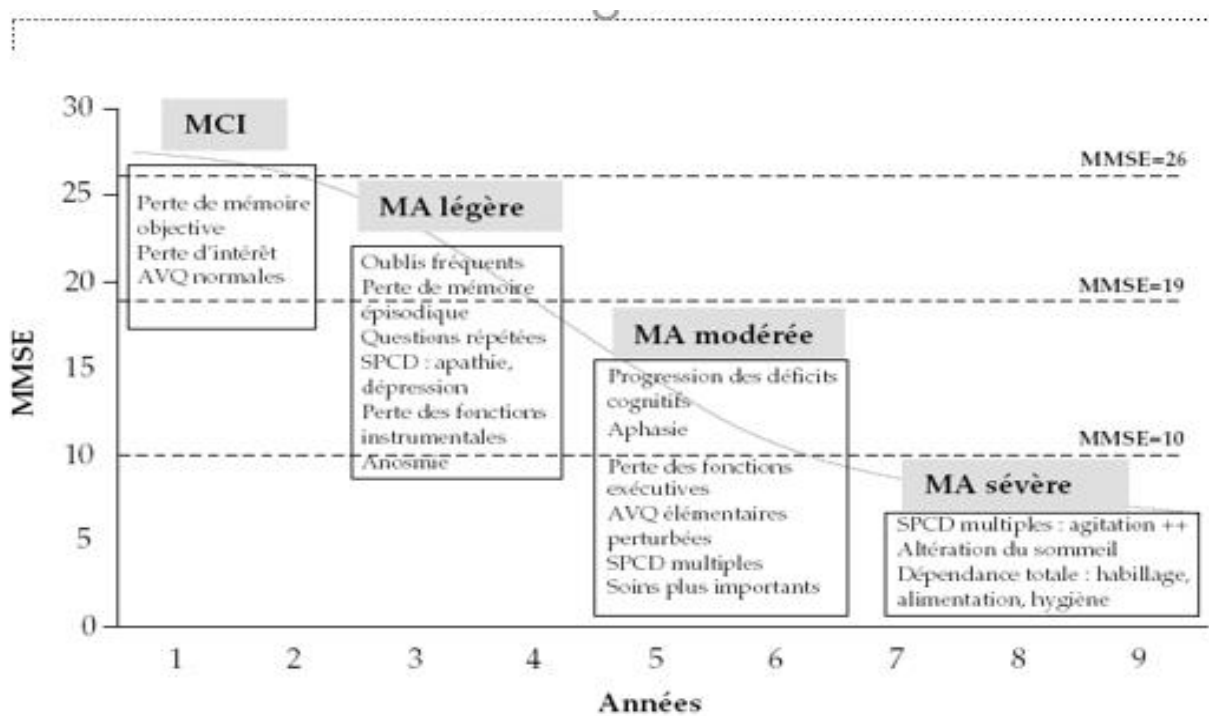 30
MCI
MMSE=26
25
Perte de mémoire
objective
Perte d'intérêt
AVQ normales
MA légère
Oublis fréquents
Perte de mémoire
épisodique
Questions répétées
SPCD : apathie,
dépression
Perte des fonctions
instrumentales
Anosmie
20
MMSE=19
MA modérée
Progression des déficits
cognitifs
Aphasie
Perte des fonctions
exécutives
AVQ élémentaires
perturbées
SPCD multiples
Soins plus importants
15
MMSE
MMSE=10
10
MA sévère
SPCD multiples : agitation ++
Altération du sommeil
Dépendance totale : habillage,
alimentation, hygiène
5
0
1 2 3 4 5 6 7 8 9
Années